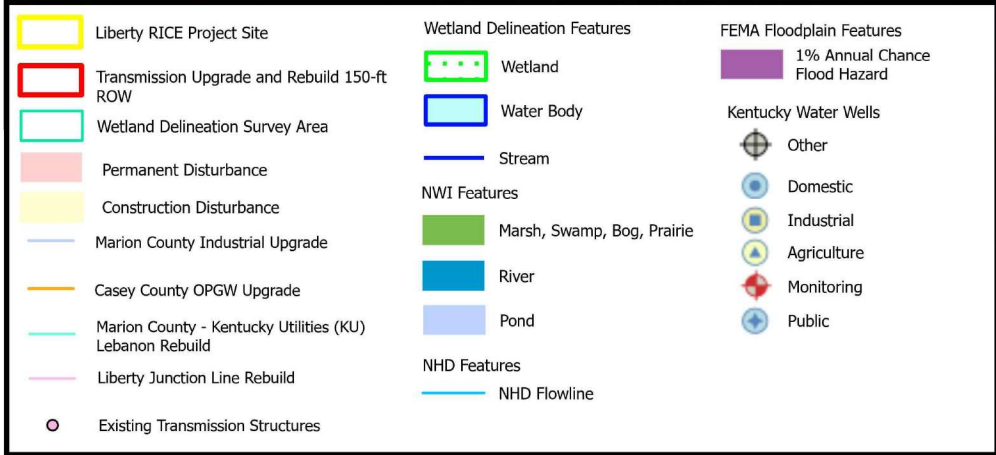 Liberty RICE Project Site
Transmission Upgrade and Rebuild 150-ft
ROW
Wetland Delineation Survey Area
Permanent Disturbance
Construction Disturbance
Marion County Industrial Upgrade
Casey County OPGW Upgrade
Marion County - Kentucky Utilities (KU)
Lebanon Rebuild
Liberty Junction Line Rebuild
Existing Transmission Structures
Wetland Delineation Features
Wetland
Water Body
Stream
NWI Features
Marsh, Swamp, Bog, Prairie
River
Pond
NHD Features
NHD Flowline
FEMA Floodplain Features
1% Annual Chance
Flood Hazard
Kentucky Water Wells
Other
Domestic
Industrial
Agriculture
Monitoring
Public